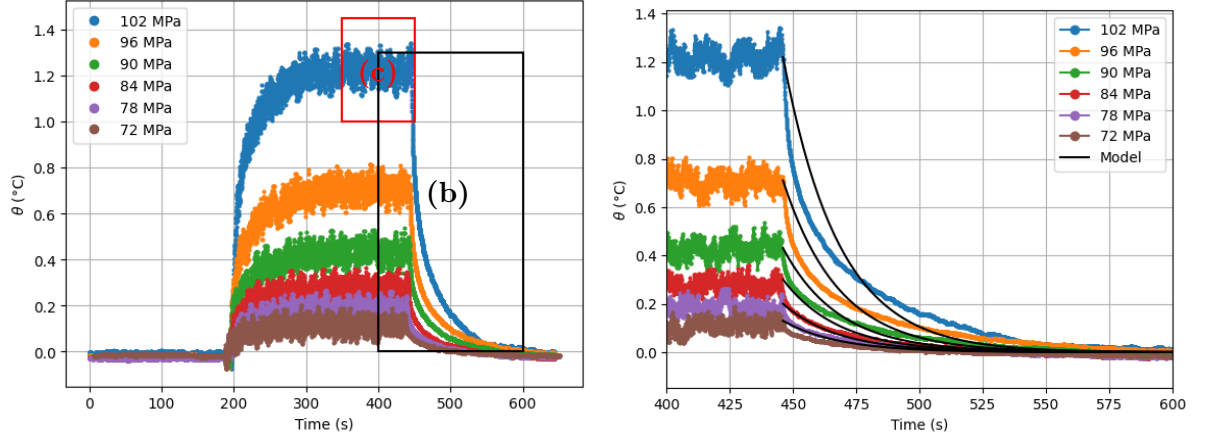 102 MPa
96 MPa
90 MPa
84 MPa
78 MPa
72 MPa
(c)
(b)
1.4
1.2
1.0
0.8
0.6
0.4
0.2
0.0
θ (°C)
0
100
200
300
400
500
600
Time (s)
102 MPa
96 MPa
90 MPa
84 MPa
78 MPa
72 MPa
Model
1.4
1.2
1.0
0.8
0.6
0.4
0.2
0.0
θ (°C)
400
425
450
475
500
525
550
575
600
Time (s)